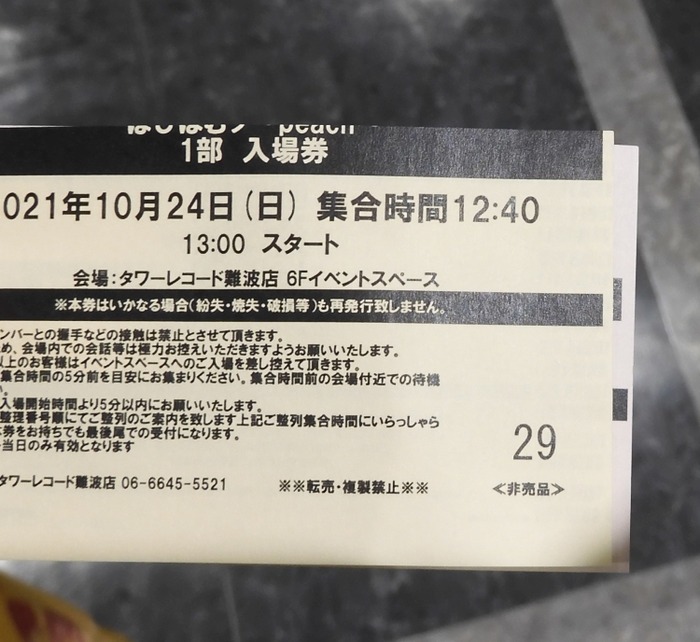 peach
1部 入場券
021年10月24日(日) 集合時間12:40
13:00 スタート
会場:タワーレコード難波店 6Fイベントスペース
※本券はいかなる場合(紛失・焼失・破損等)も再発行致しません。
ンバーとの握手などの接触は禁止とさせて頂きます。
め、会場内での会話等は極力お控えいただきますようお願いいたします。
以上のお客様はイベントスペースへのご入場を差し控えて頂きます。
集合時間の5分前を目安にお集まりください。集合時間前の会場付近での待機
入場開始時間より5分以内にお願いいたします。
整理番号順にてご整列のご案内を致します上記ご整列集合時間にいらっしゃら
券をお持ちでも最後尾での受付になります。
当日のみ有効となります
29
タワーレコード難波店 06-6645-5521 ※※転売・複製禁止※※ ≪非売品≫